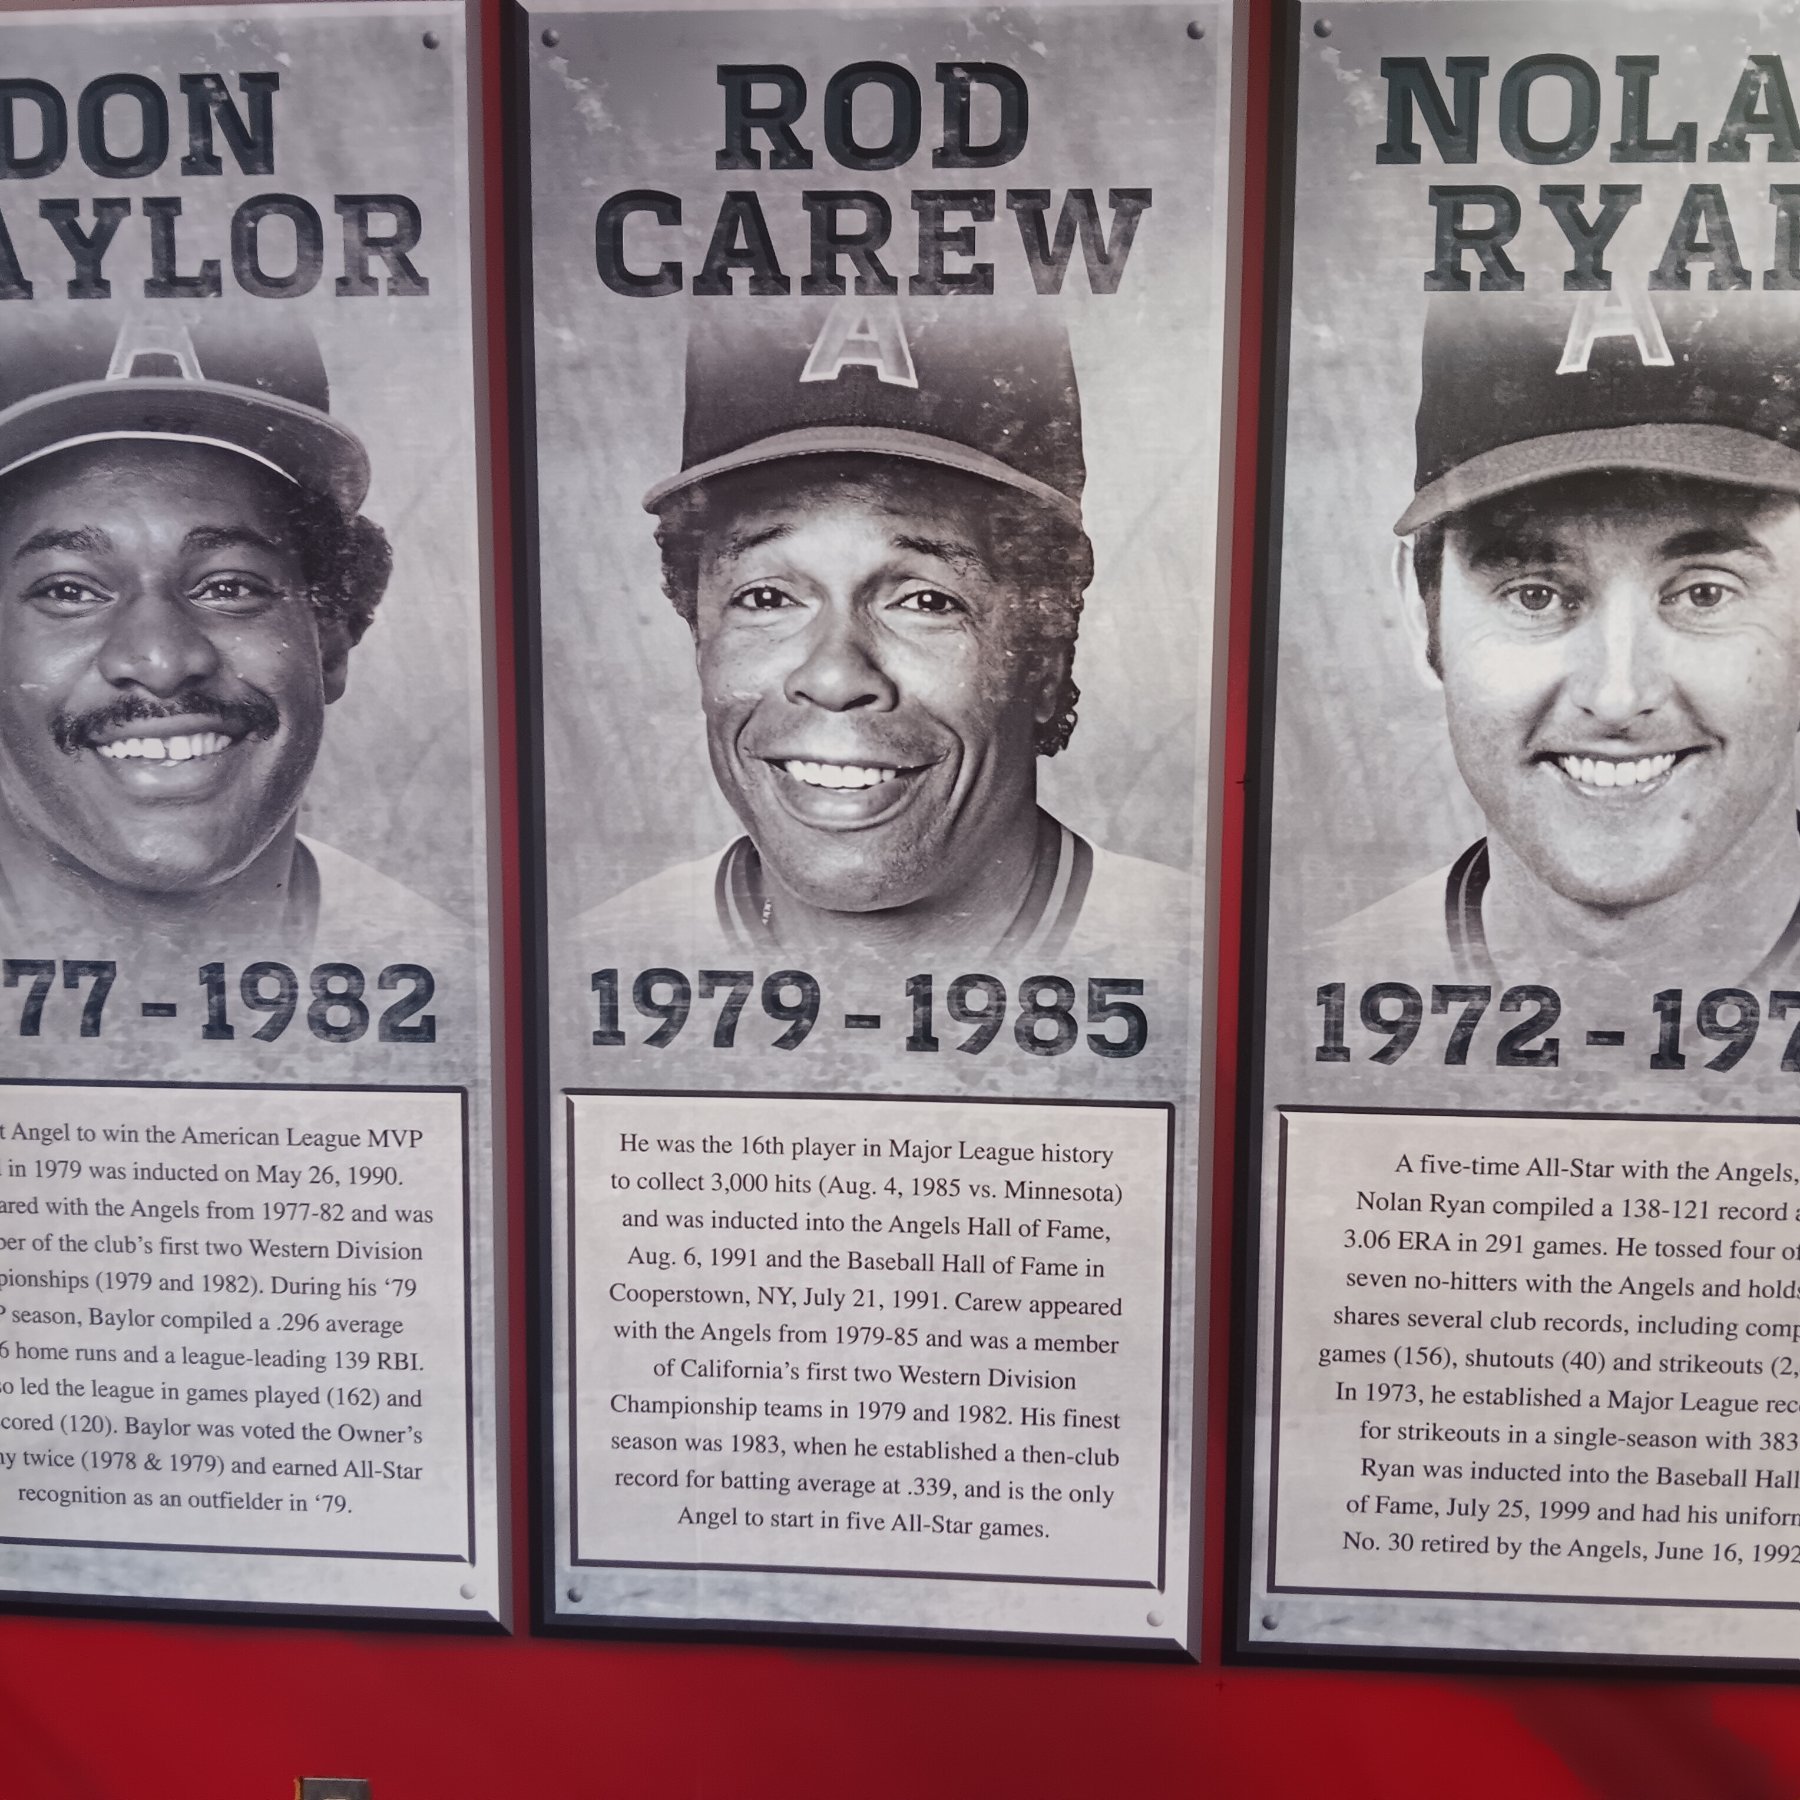 DON
AYLOR
A
77 - 1982
Angel to win the American League MVP
in 1979 was inducted on May 26, 1990.
with the Angels from 1977-82 and was
of the club's first two Western Division
(1979 and 1982). During his '79
season, Baylor compiled a .296 average
6 home runs and a league-leading 139 RBI.
led the league in games played (162) and
(120). Baylor was voted the Owner's
twice (1978 & 1979) and earned All-Star
recognition as an outfielder in '79.
ROD
CAREW
A
1979 - 1985
He was the 16th player in Major League history
to collect 3,000 hits (Aug. 4, 1985 vs. Minnesota)
and was inducted into the Angels Hall of Fame,
Aug. 6, 1991 and the Baseball Hall of Fame in
Cooperstown, NY, July 21, 1991. Carew appeared
with the Angels from 1979-85 and was a member
of California's first two Western Division
Championship teams in 1979 and 1982. His finest
season was 1983, when he established a then-club
record for batting average at .339, and is the only
Angel to start in five All-Star games.
NOLA
RYA
A
1972 - 197
A five-time All-Star with the Angels,
Nolan Ryan compiled a 138-121 record
3.06 ERA in 291 games. He tossed four of
seven no-hitters with the Angels and holds
shares several club records, including
games (156), shutouts (40) and strikeouts (2,
In 1973, he established a Major League
for strikeouts in a single-season with 383
Ryan was inducted into the Baseball Hall
of Fame, July 25, 1999 and had his
No. 30 retired by the Angels, June 16, 1992